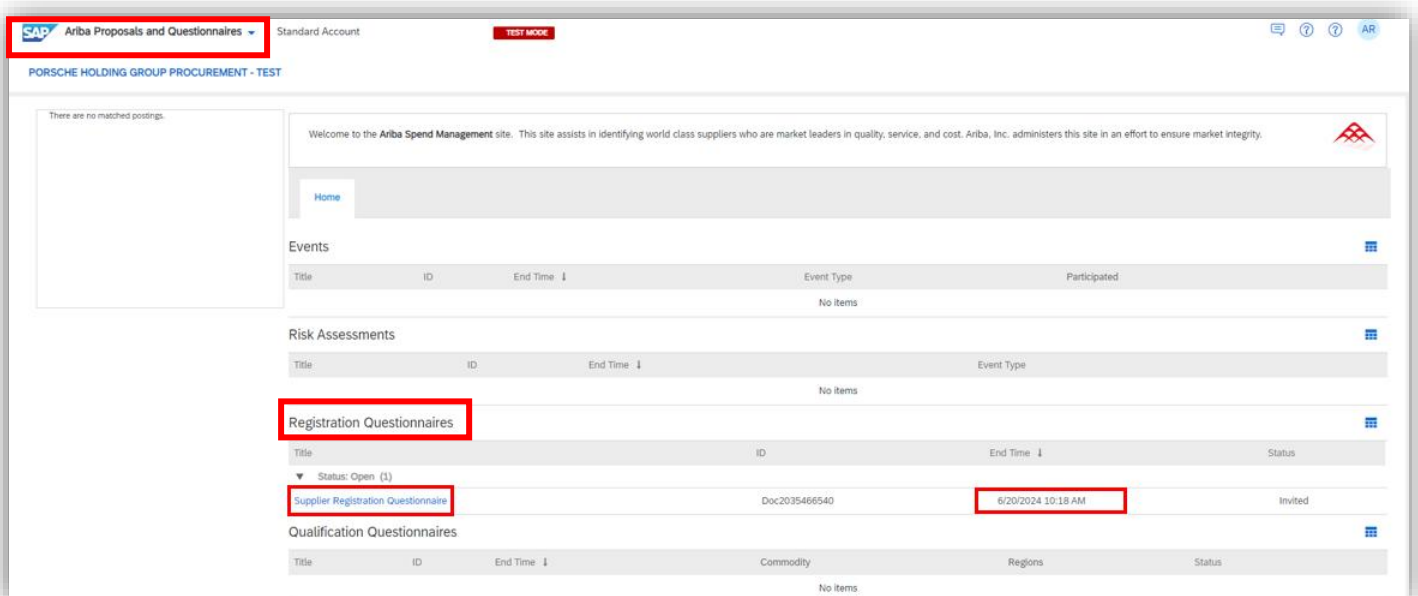 SAP Ariba Proposals and Questionnaires Standard Account TEST MODE AR
PORSCHE HOLDING GROUP PROCUREMENT - TEST
There are no matched postings.
Welcome to the Ariba Spend Management site. This site assists in identifying world class suppliers who are market leaders in quality, service, and cost. Ariba, Inc. administers this site in an effort to ensure market integrity.
Home
Events
Title ID End Time ↓ Event Type Participated
No items
Risk Assessments
Title ID End Time ↓ Event Type
No items
Registration Questionnaires
Title ID End Time ↓ Status
▼ Status: Open (1)
Supplier Registration Questionnaire Doc2035466540 6/20/2024 10:18 AM Invited
Qualification Questionnaires
Title ID End Time ↓ Commodity Regions Status
No items